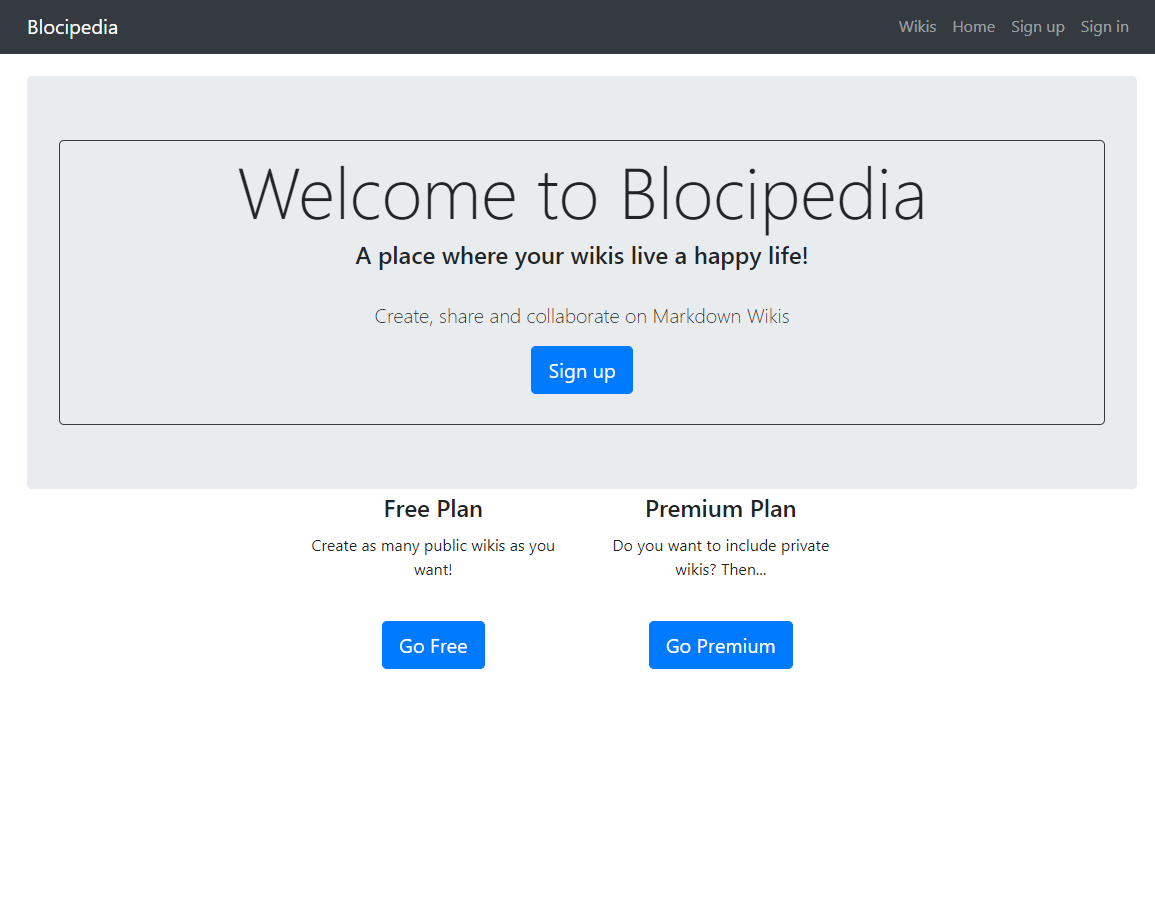 Blocipedia
Wikis Home Sign up Sign in
Welcome to Blocipedia
A place where your wikis live a happy life!
Create, share and collaborate on Markdown Wikis
Sign up
Free Plan
Create as many public wikis as you
want!
Go Free
Premium Plan
Do you want to include private
wikis? Then...
Go Premium